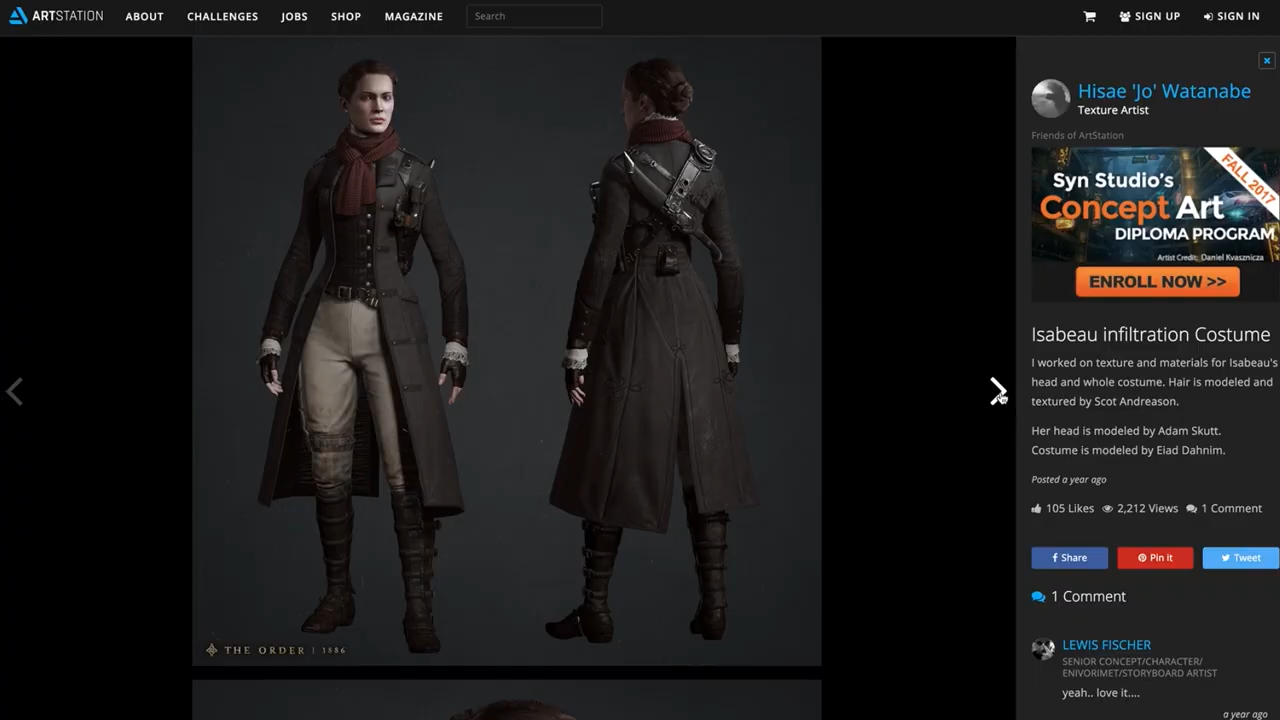 ARTSTATION ABOUT CHALLENGES JOBS SHOP MAGAZINE Search SIGN UP SIGN IN
Hisae 'Jo' Watanabe
Texture Artist
Friends of ArtStation
FALL 2017
Syn Studio's
Concept Art
DIPLOMA PROGRAM
Artist Credit: Daniel Kvasznicza
ENROLL NOW >>
Isabeau infiltration Costume
I worked on texture and materials for Isabeau's
head and whole costume. Hair is modeled and
textured by Scot Andreason.
Her head is modeled by Adam Skutt.
Costume is modeled by Eiad Dahnim.
Posted a year ago
105 Likes 2,212 Views 1 Comment
Share Pin it Tweet
1 Comment
LEWIS FISCHER
SENIOR CONCEPT/CHARACTER/
ENIVORIMET/STORYBOARD ARTIST
yeah.. love it....
a year ago
THE ORDER | 1886